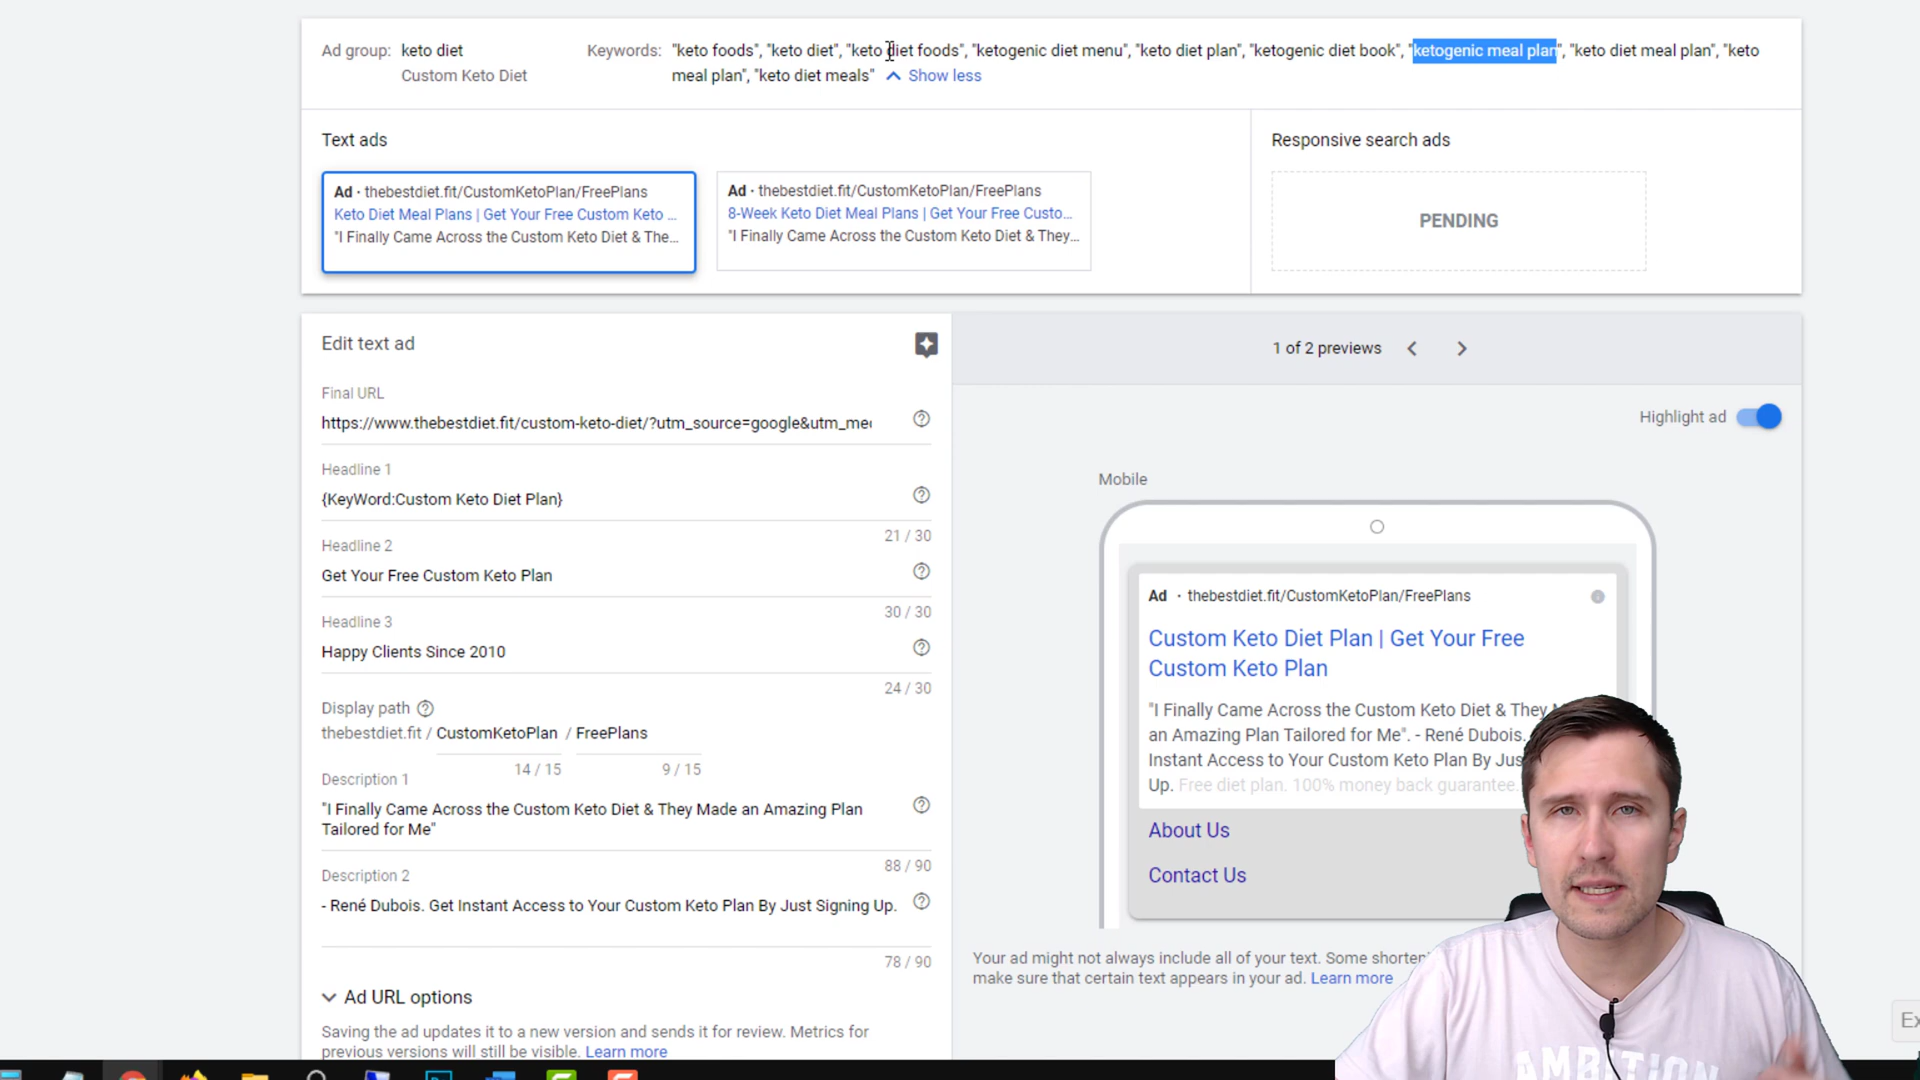 Ad group: keto diet
Custom Keto Diet
Keywords: "keto foods", "keto diet", "keto diet foods", "ketogenic diet menu", "keto diet plan", "ketogenic diet book", "ketogenic meal plan", "keto diet meal plan", "keto
meal plan", "keto diet meals" Show less
Text ads
Responsive search ads
Ad · thebestdiet.fit/CustomKetoPlan/FreePlans
Keto Diet Meal Plans | Get Your Free Custom Keto ...
"I Finally Came Across the Custom Keto Diet & The...
Ad · thebestdiet.fit/CustomKetoPlan/FreePlans
8-Week Keto Diet Meal Plans | Get Your Free Custo...
"I Finally Came Across the Custom Keto Diet & They...
PENDING
Edit text ad
Final URL
https://www.thebestdiet.fit/custom-keto-diet/?utm_source=google&utm_me
Headline 1
{KeyWord:Custom Keto Diet Plan}
21 / 30
Headline 2
Get Your Free Custom Keto Plan
30 / 30
Headline 3
Happy Clients Since 2010
24 / 30
Display path
thebestdiet.fit / CustomKetoPlan / FreePlans
14 / 15
9 / 15
Description 1
"I Finally Came Across the Custom Keto Diet & They Made an Amazing Plan
Tailored for Me"
88 / 90
Description 2
- René Dubois. Get Instant Access to Your Custom Keto Plan By Just Signing Up.
78 / 90
Ad URL options
Saving the ad updates it to a new version and sends it for review. Metrics for
previous versions will still be visible. Learn more
1 of 2 previews
Highlight ad
Mobile
Ad · thebestdiet.fit/CustomKetoPlan/FreePlans
Custom Keto Diet Plan | Get Your Free
Custom Keto Plan
"I Finally Came Across the Custom Keto Diet & They
an Amazing Plan Tailored for Me". - René Dubois.
Instant Access to Your Custom Keto Plan By Jus
Up. Free diet plan. 100% money back guarantee.
About Us
Contact Us
Your ad might not always include all of your text. Some shorten
make sure that certain text appears in your ad. Learn more
Ex
AMBITION